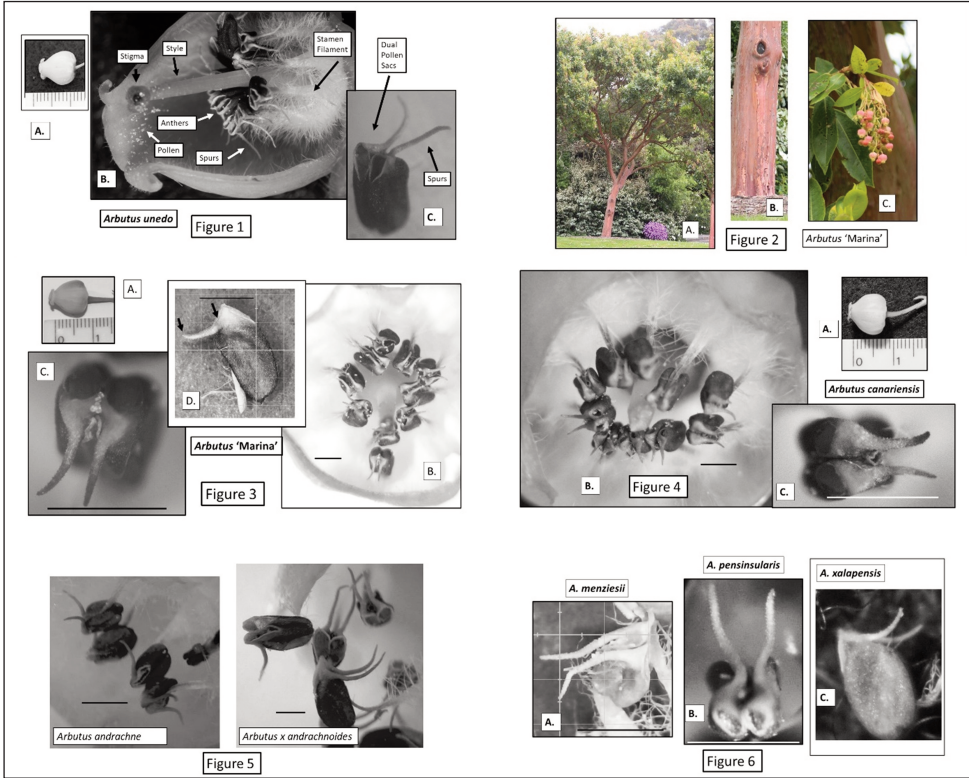 A.
Stigma
Style
Stamen
Filament
Dual
Pollen
Sacs
Anthers
Pollen
Spurs
Spurs
B.
C.
Arbutus unedo
Figure 1
A.
B.
C.
Figure 2
Arbutus ‘Marina’
A.
0 1
C.
D.
B.
Arbutus ‘Marina’
Figure 3
A.
0 1
Arbutus canariensis
B.
Figure 4
C.
Arbutus andrachne
Arbutus x andrachnoides
Figure 5
A. menziesii
A. pensinsularis
A. xalapensis
A.
B.
C.
Figure 6